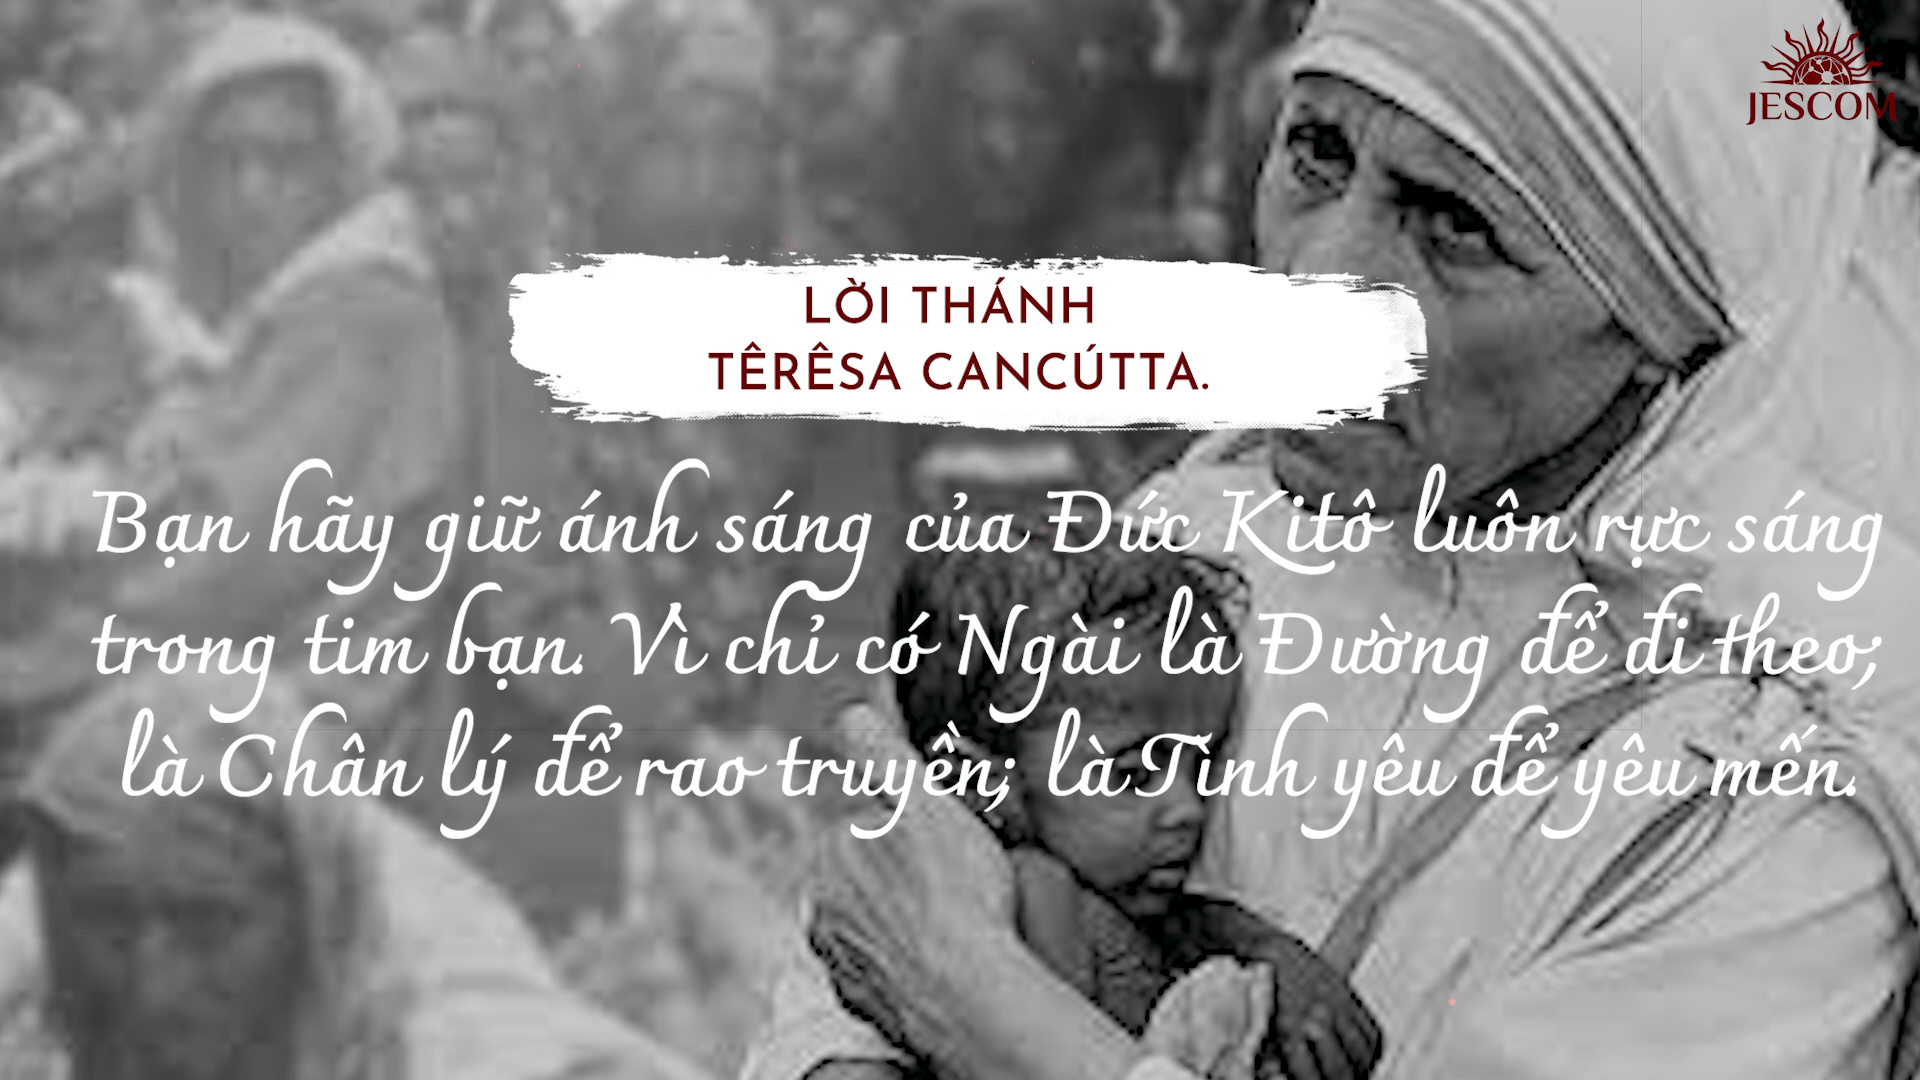 JESCOM
LỜI THÁNH
TÊRÊSA CANCÚTTA.
Bạn hãy giữ ánh sáng của Đức Kitô luôn rực sáng
trong tim bạn. Vì chỉ có Ngài là Đường để đi theo;
là Chân lý để rao truyền; là Tình yêu để yêu mến.